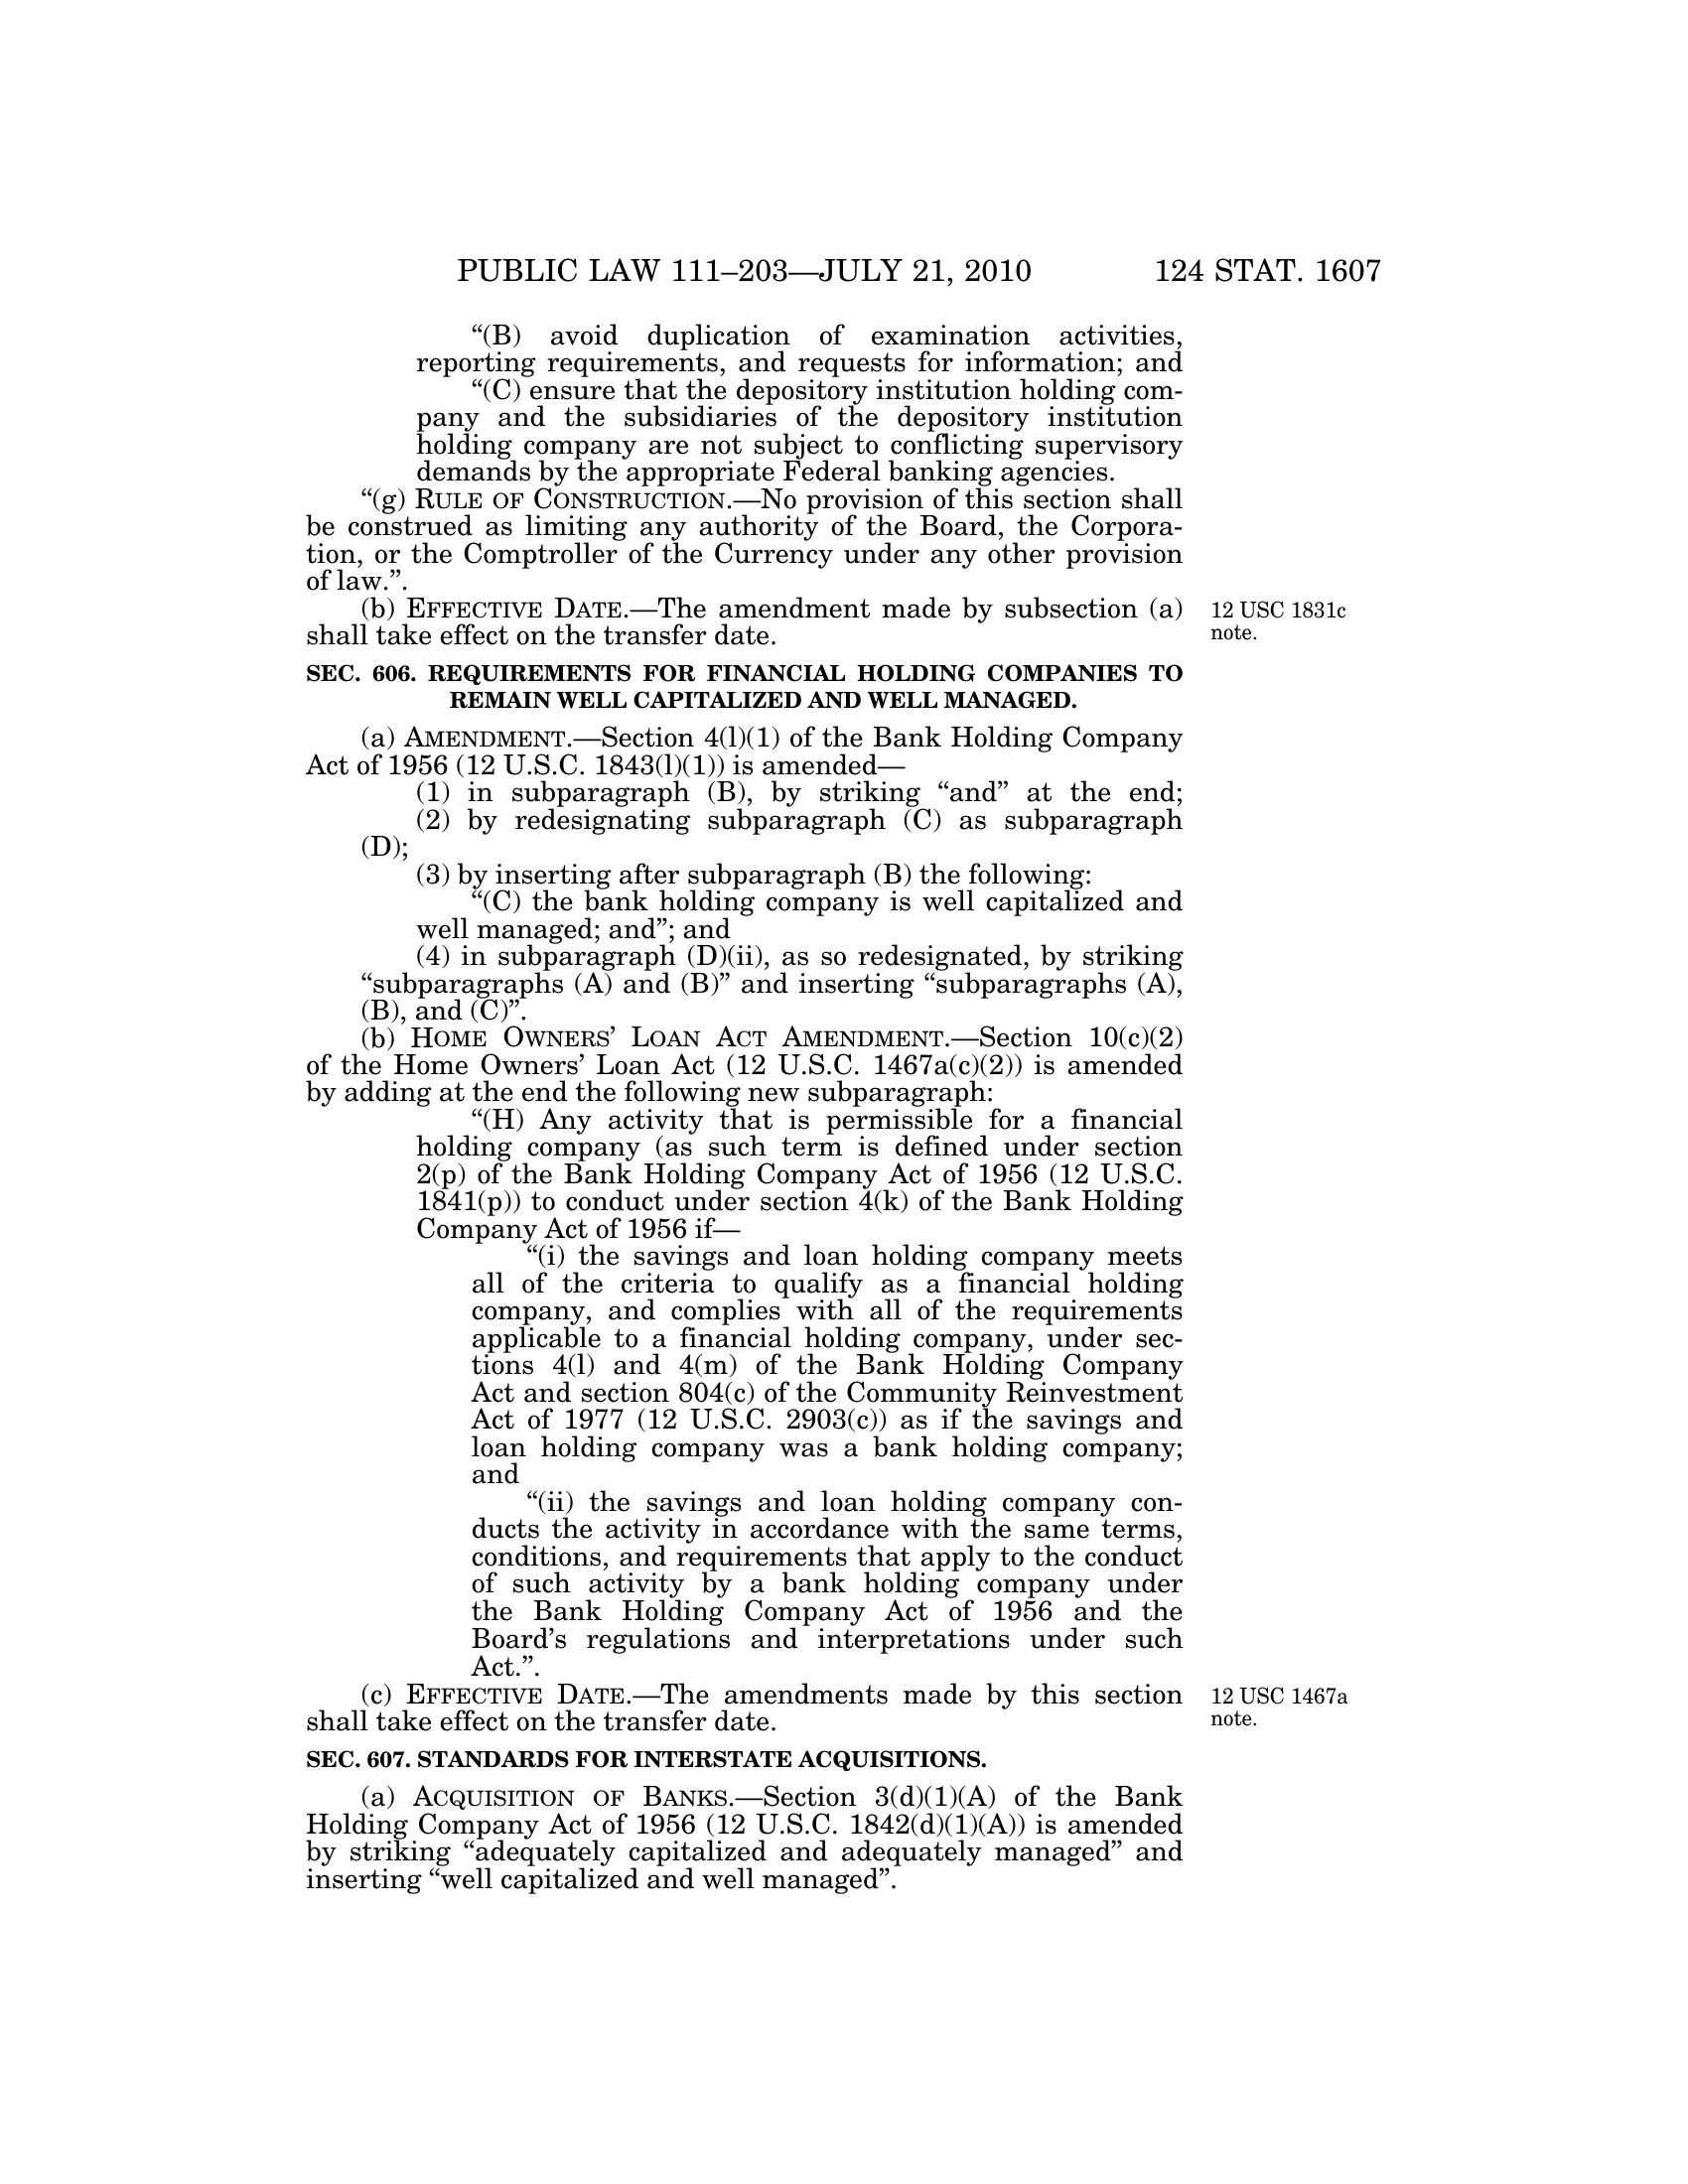 PUBLIC LAW 111–203—JULY 21, 2010 124 STAT. 1607
“(B) avoid duplication of examination activities,
reporting requirements, and requests for information; and
“(C) ensure that the depository institution holding com-
pany and the subsidiaries of the depository institution
holding company are not subject to conflicting supervisory
demands by the appropriate Federal banking agencies.
“(g) RULE OF CONSTRUCTION.—No provision of this section shall
be construed as limiting any authority of the Board, the Corpora-
tion, or the Comptroller of the Currency under any other provision
of law.”.
(b) EFFECTIVE DATE.—The amendment made by subsection (a)
shall take effect on the transfer date.
12 USC 1831c
note.
SEC. 606. REQUIREMENTS FOR FINANCIAL HOLDING COMPANIES TO
REMAIN WELL CAPITALIZED AND WELL MANAGED.
(a) AMENDMENT.—Section 4(l)(1) of the Bank Holding Company
Act of 1956 (12 U.S.C. 1843(l)(1)) is amended—
(1) in subparagraph (B), by striking “and” at the end;
(2) by redesignating subparagraph (C) as subparagraph
(D);
(3) by inserting after subparagraph (B) the following:
“(C) the bank holding company is well capitalized and
well managed; and”; and
(4) in subparagraph (D)(ii), as so redesignated, by striking
“subparagraphs (A) and (B)” and inserting “subparagraphs (A),
(B), and (C)”.
(b) HOME OWNERS’ LOAN ACT AMENDMENT.—Section 10(c)(2)
of the Home Owners’ Loan Act (12 U.S.C. 1467a(c)(2)) is amended
by adding at the end the following new subparagraph:
“(H) Any activity that is permissible for a financial
holding company (as such term is defined under section
2(p) of the Bank Holding Company Act of 1956 (12 U.S.C.
1841(p)) to conduct under section 4(k) of the Bank Holding
Company Act of 1956 if—
“(i) the savings and loan holding company meets
all of the criteria to qualify as a financial holding
company, and complies with all of the requirements
applicable to a financial holding company, under sec-
tions 4(l) and 4(m) of the Bank Holding Company
Act and section 804(c) of the Community Reinvestment
Act of 1977 (12 U.S.C. 2903(c)) as if the savings and
loan holding company was a bank holding company;
and
“(ii) the savings and loan holding company con-
ducts the activity in accordance with the same terms,
conditions, and requirements that apply to the conduct
of such activity by a bank holding company under
the Bank Holding Company Act of 1956 and the
Board’s regulations and interpretations under such
Act.”.
(c) EFFECTIVE DATE.—The amendments made by this section
shall take effect on the transfer date.
12 USC 1467a
note.
SEC. 607. STANDARDS FOR INTERSTATE ACQUISITIONS.
(a) ACQUISITION OF BANKS.—Section 3(d)(1)(A) of the Bank
Holding Company Act of 1956 (12 U.S.C. 1842(d)(1)(A)) is amended
by striking “adequately capitalized and adequately managed” and
inserting “well capitalized and well managed”.